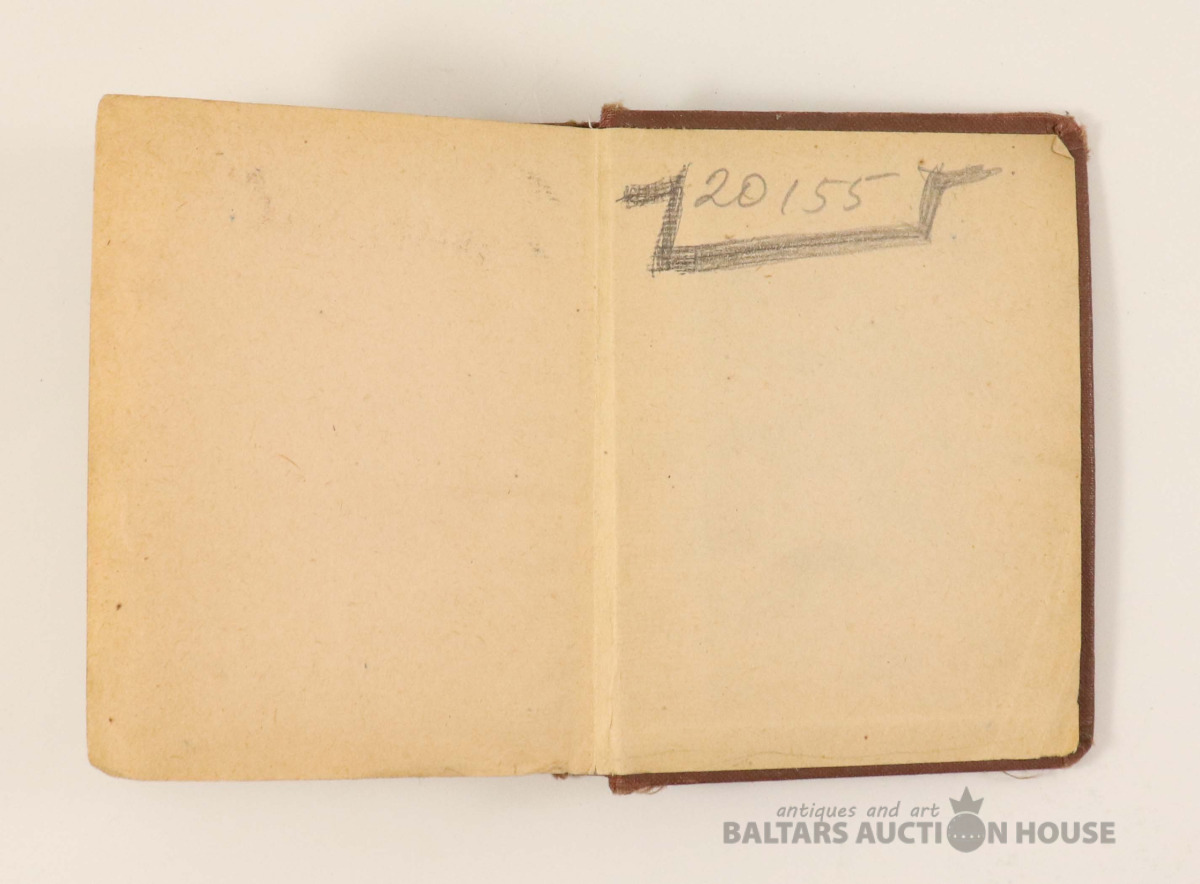 20155
antiques and art
BALTARS AUCTION HOUSE